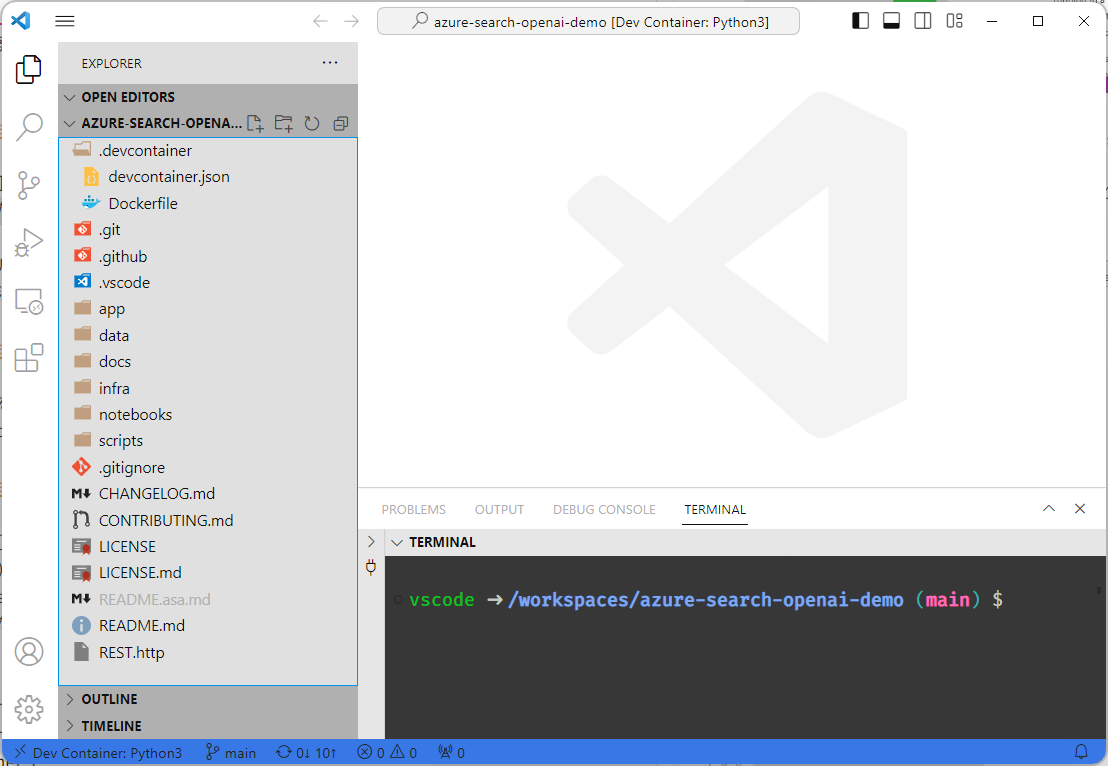 azure-search-openai-demo [Dev Container: Python3]
EXPLORER
OPEN EDITORS
AZURE-SEARCH-OPENA...
.devcontainer
devcontainer.json
Dockerfile
.git
.github
.vscode
app
data
docs
infra
notebooks
scripts
.gitignore
CHANGELOG.md
CONTRIBUTING.md
LICENSE
LICENSE.md
README.asa.md
README.md
REST.http
OUTLINE
TIMELINE
PROBLEMS OUTPUT DEBUG CONSOLE TERMINAL
TERMINAL
vscode ➜ /workspaces/azure-search-openai-demo (main) $
Dev Container: Python3 main 0↓ 10↑ 0 0 0